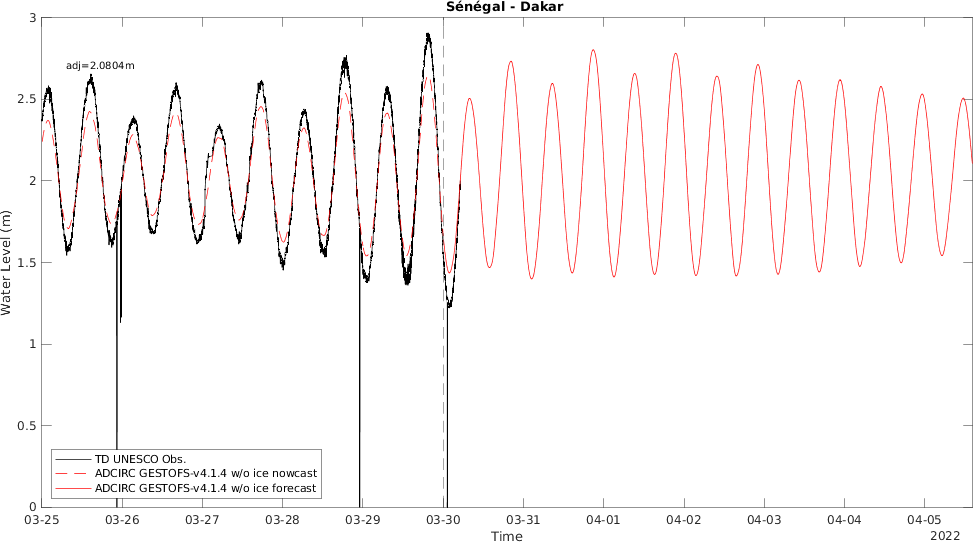 Sénégal - Dakar
3
adj=2.0804m
2.5
2
Water Level (m)
1.5
1
0.5
TD UNESCO Obs.
ADCIRC GESTOFS-v4.1.4 w/o ice nowcast
ADCIRC GESTOFS-v4.1.4 w/o ice forecast
0
03-25 03-26 03-27 03-28 03-29 03-30 03-31 04-01 04-02 04-03 04-04 04-05
Time 2022